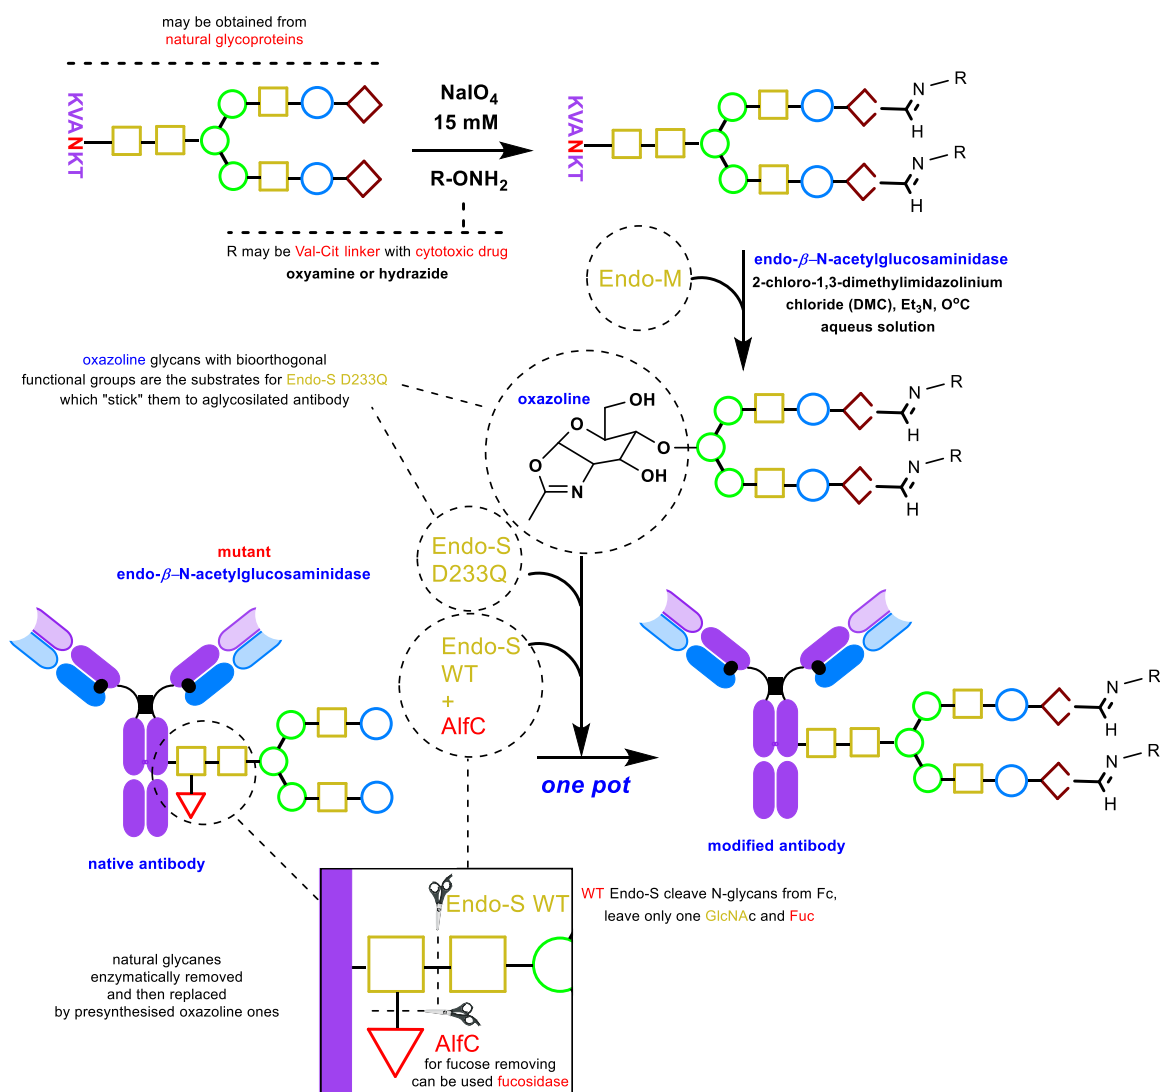 may be obtained from
natural glycoproteins
KVANKT
NaIO4
15 mM
R-ONH2
R may be Val-Cit linker with cytotoxic drug
oxyamine or hydrazide
KVANKT
N
R
H
N
R
H
Endo-M
endo-β–N-acetylglucosaminidase
2-chloro-1,3-dimethylimidazolinium
chloride (DMC), Et3N, OoC
aqueus solution
oxazoline glycans with bioorthogonal
functional groups are the substrates for Endo-S D233Q
which "stick" them to aglycosilated antibody
oxazoline
OH
O
O
O
N
OH
N
R
H
N
R
H
Endo-S
D233Q
mutant
endo-β–N-acetylglucosaminidase
Endo-S
WT
+
AlfC
one pot
N
R
H
N
R
H
native antibody
modified antibody
WT Endo-S cleave N-glycans from Fc,
leave only one GlcNAc and Fuc
Endo-S WT
natural glycanes
enzymatically removed
and then replaced
by presynthesised oxazoline ones
AlfC
for fucose removing
can be used fucosidase